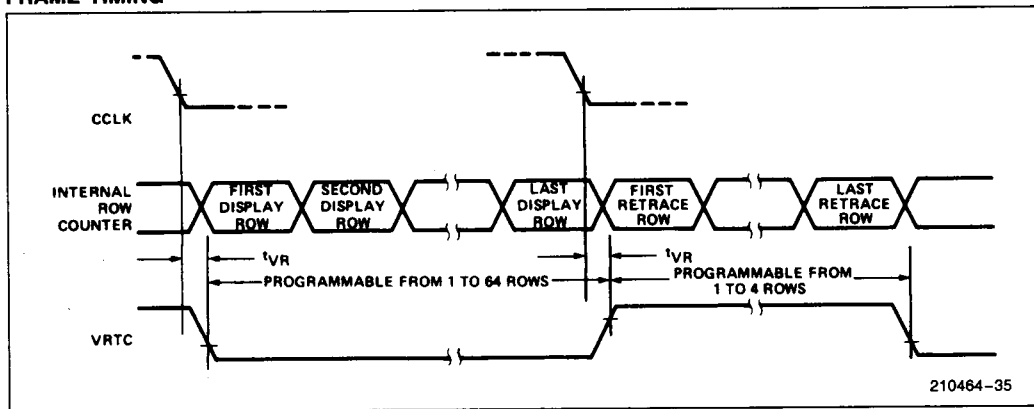 FRAME TIMING
CCLK
INTERNAL
ROW
COUNTER
FIRST
DISPLAY
ROW
SECOND
DISPLAY
ROW
LAST
DISPLAY
ROW
FIRST
RETRACE
ROW
LAST
RETRACE
ROW
tVR
PROGRAMMABLE FROM 1 TO 64 ROWS
tVR
PROGRAMMABLE FROM
1 TO 4 ROWS
VRTC
210464-35